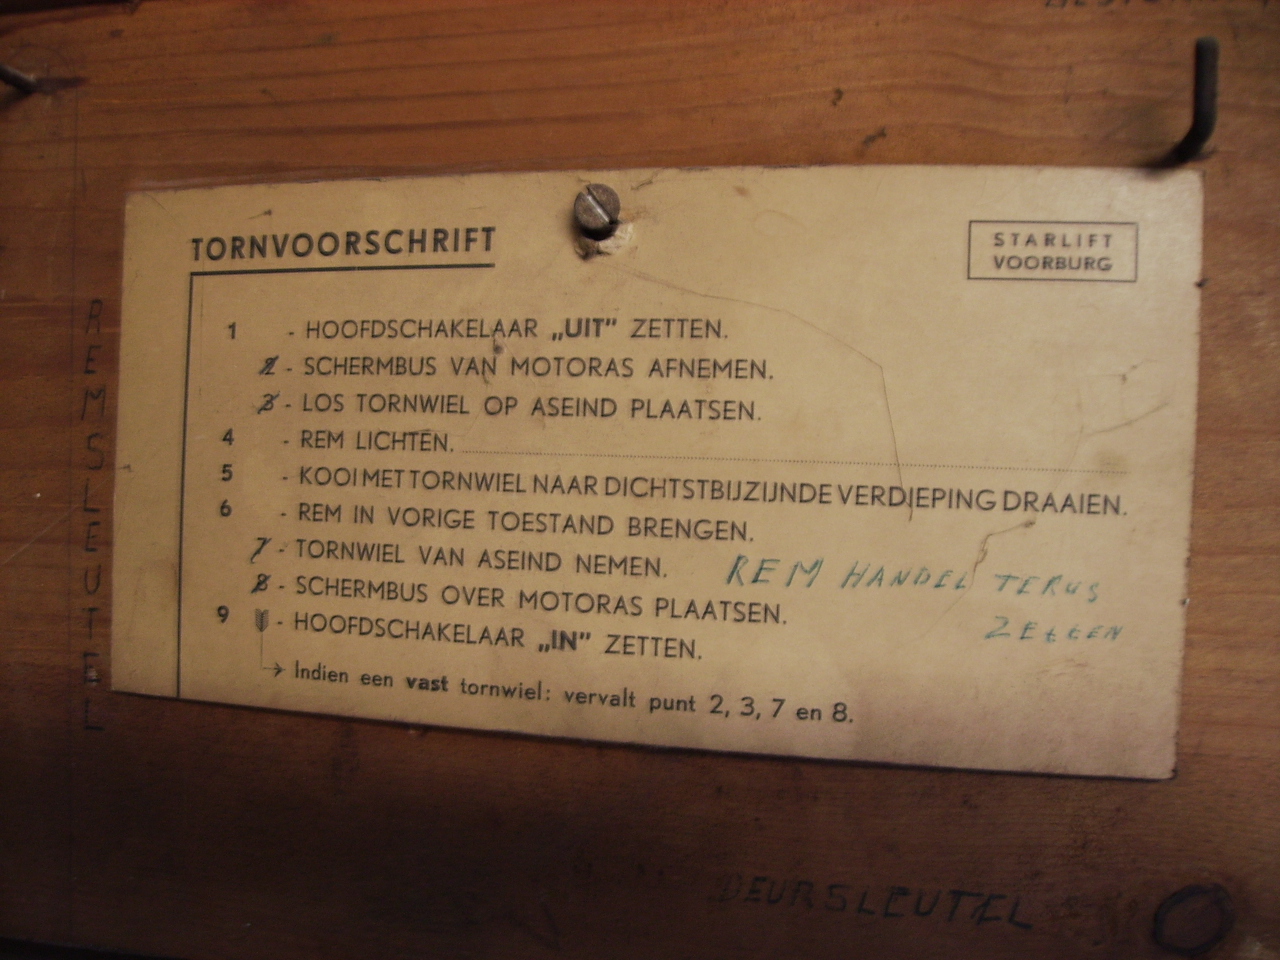 TORNVOORSCHRIFT
STARLIFT
VOORBURG
1 - HOOFDSCHAKELAAR „UIT” ZETTEN.
2 - SCHERMBUS VAN MOTORAS AFNEMEN.
3 - LOS TORNWIEL OP ASEIND PLAATSEN.
4 - REM LICHTEN.
5 - KOOI MET TORNWIEL NAAR DICHTSTBIJZIJNDE VERDIEPING DRAAIEN.
6 - REM IN VORIGE TOESTAND BRENGEN.
7 - TORNWIEL VAN ASEIND NEMEN.
REM HANDEL TERUS
ZETTEN
8 - SCHERMBUS OVER MOTORAS PLAATSEN.
9 - HOOFDSCHAKELAAR „IN” ZETTEN.
→ Indien een vast tornwiel: vervalt punt 2, 3, 7 en 8.
REMSLEUTEL
DEURSLEUTEL